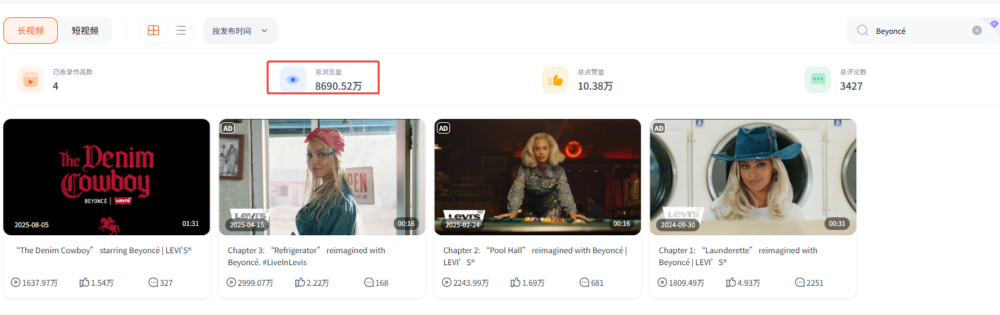 长视频
短视频
按发布时间
Beyoncé
已收录作品数
4
总浏览量
8690.52万
总点赞量
10.38万
总评论数
3427
The Denim
Cowboy
BEYONCÉ | Levi's
2025-08-05
01:31
“The Denim Cowboy” starring Beyoncé | LEVI'S®
1637.97万
1.54万
327
AD
OPEN
LEVI'S®
2025-04-15
00:16
Chapter 3: “Refrigerator” reimagined with
Beyoncé. #LiveInLevis
2999.07万
2.22万
168
AD
LEVI'S®
2025-02-24
00:16
Chapter 2: “Pool Hall” reimagined with Beyoncé |
LEVI’S®
2243.99万
1.69万
681
AD
LEVI'S®
2024-09-30
00:31
Chapter 1: “Launderette” reimagined with
Beyoncé | LEVI’S®
1809.49万
4.93万
2251